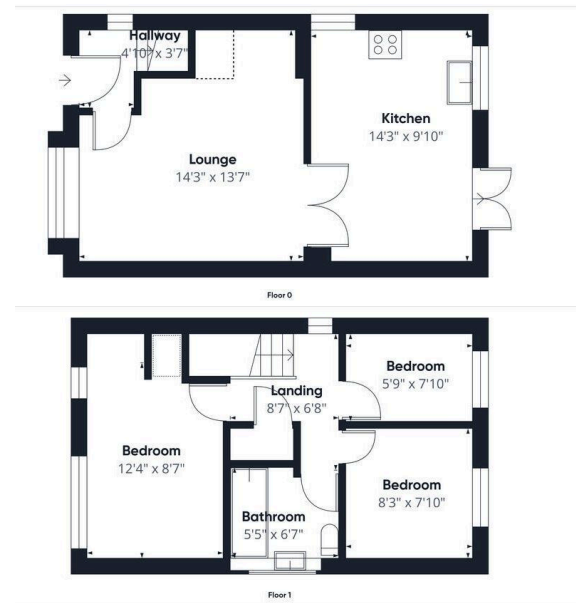 Hallway
4'10" x 3'7"
Lounge
14'3" x 13'7"
Kitchen
14'3" x 9'10"
Floor 0
Landing
8'7" x 6'8"
Bedroom
5'9" x 7'10"
Bedroom
12'4" x 8'7"
Bedroom
8'3" x 7'10"
Bathroom
5'5" x 6'7"
Floor 1